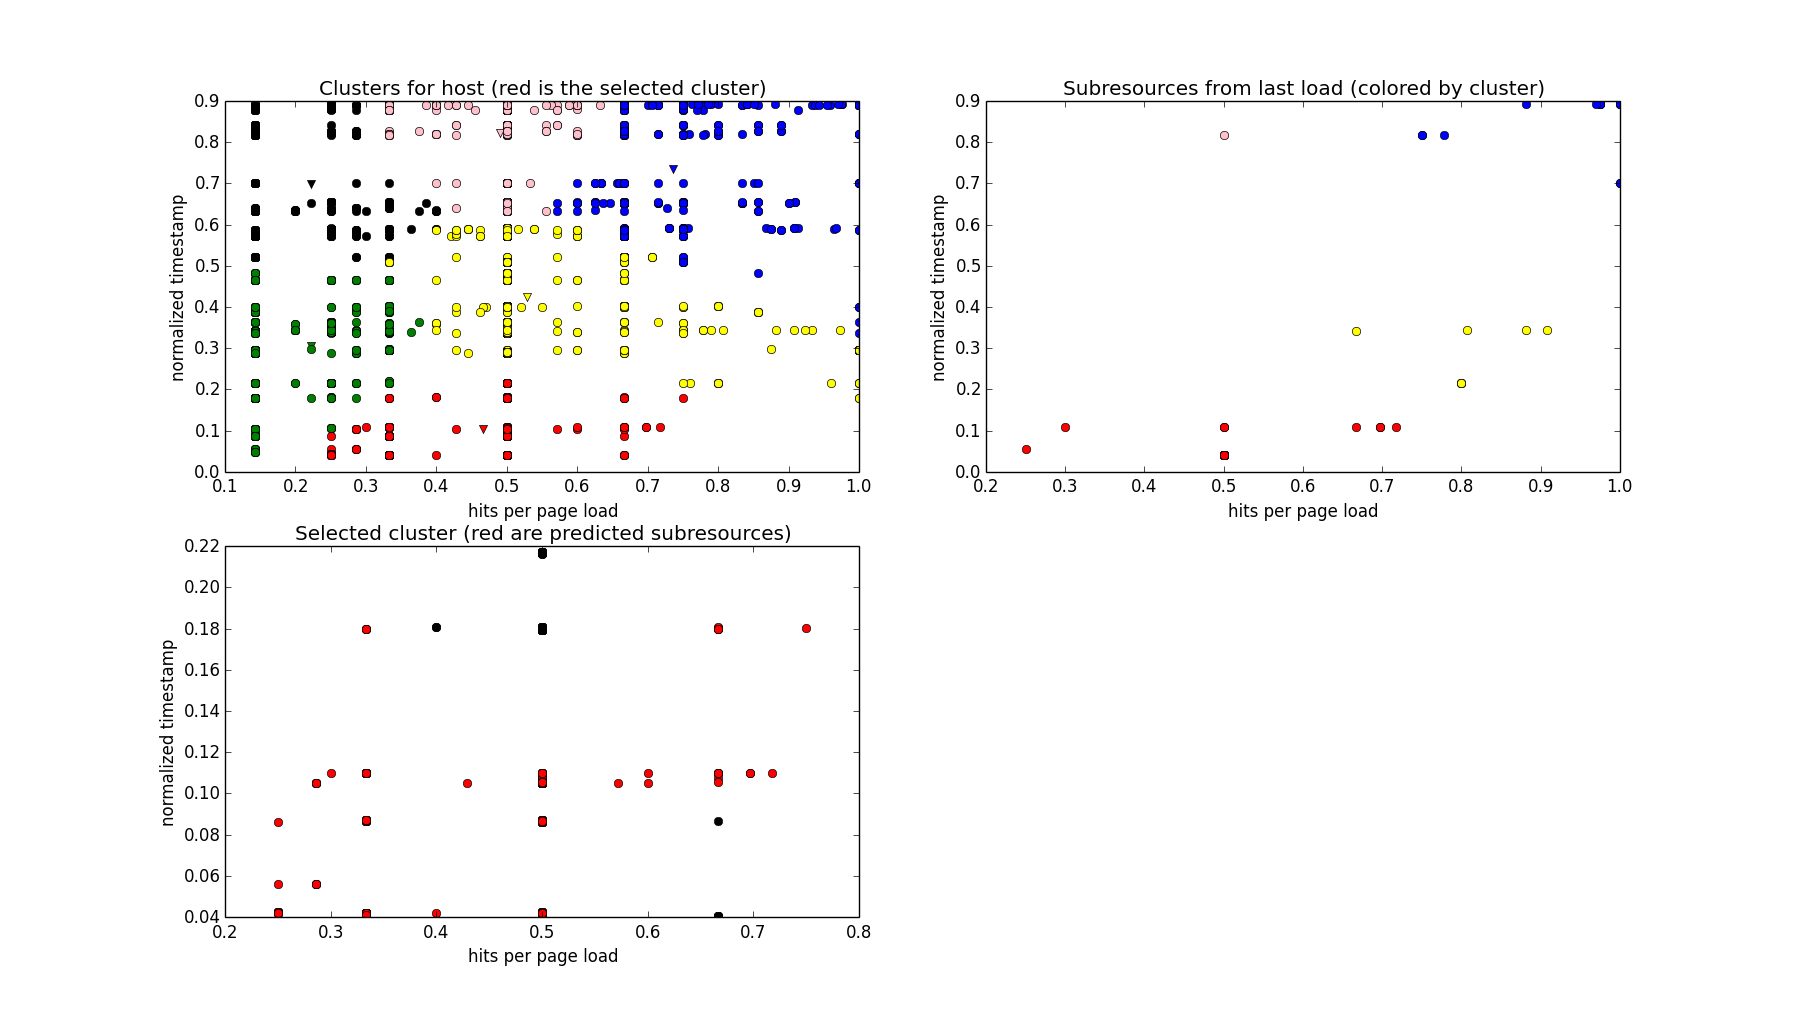 Clusters for host (red is the selected cluster)
0.9
0.8
0.7
0.6
0.5
0.4
0.3
0.2
0.1
0.0
normalized timestamp
0.1 0.2 0.3 0.4 0.5 0.6 0.7 0.8 0.9 1.0
hits per page load
Subresources from last load (colored by cluster)
0.9
0.8
0.7
0.6
0.5
0.4
0.3
0.2
0.1
0.0
normalized timestamp
0.2 0.3 0.4 0.5 0.6 0.7 0.8 0.9 1.0
hits per page load
Selected cluster (red are predicted subresources)
0.22
0.20
0.18
0.16
0.14
0.12
0.10
0.08
0.06
0.04
normalized timestamp
0.2 0.3 0.4 0.5 0.6 0.7 0.8
hits per page load